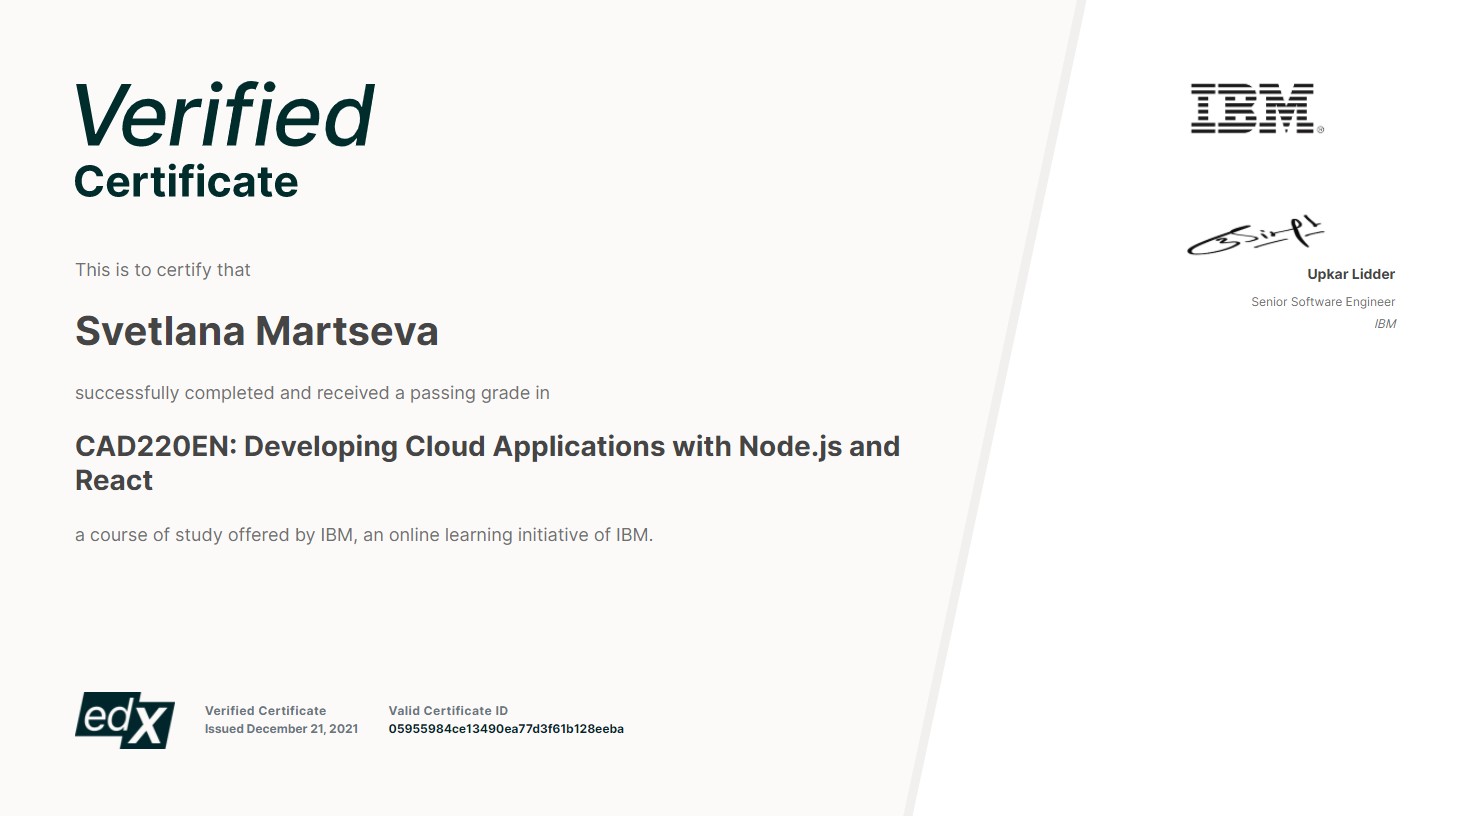 Verified
Certificate
This is to certify that
Svetlana Martseva
successfully completed and received a passing grade in
CAD220EN: Developing Cloud Applications with Node.js and
React
a course of study offered by IBM, an online learning initiative of IBM.
edX
Verified Certificate
Issued December 21, 2021
Valid Certificate ID
05955984ce13490ea77d3f61b128eeba
IBM®
Upkar Lidder
Senior Software Engineer
IBM